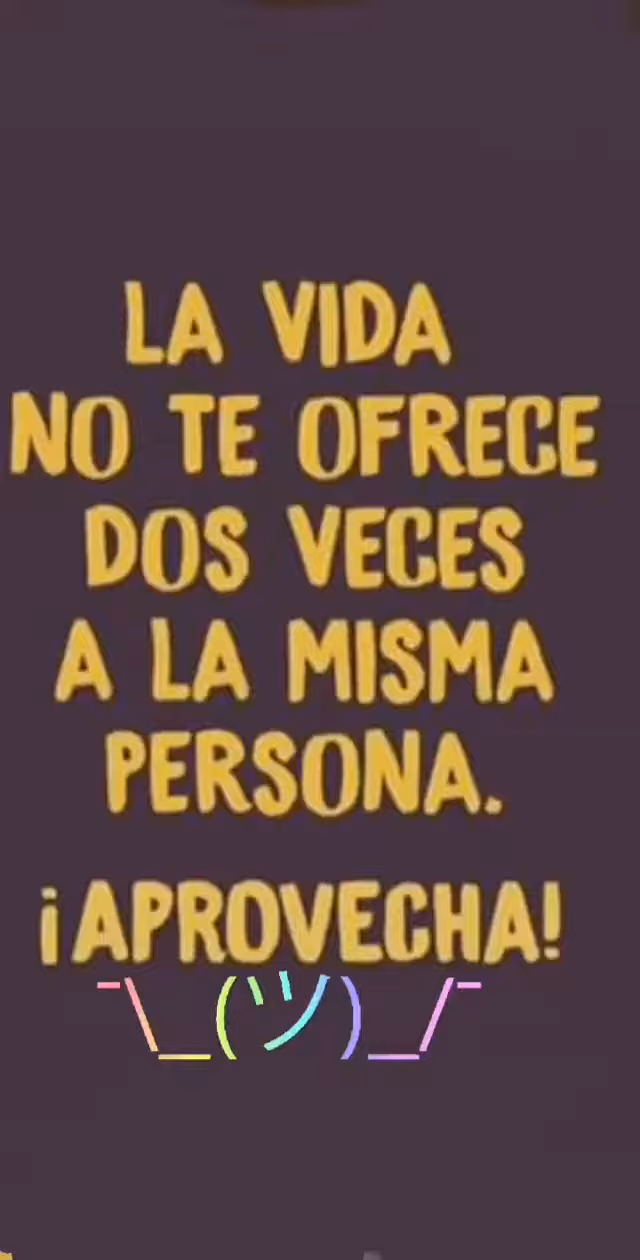 LA VIDA
NO TE OFRECE
DOS VECES
A LA MISMA
PERSONA.
¡APROVECHA!
¯\_(ツ)_/¯